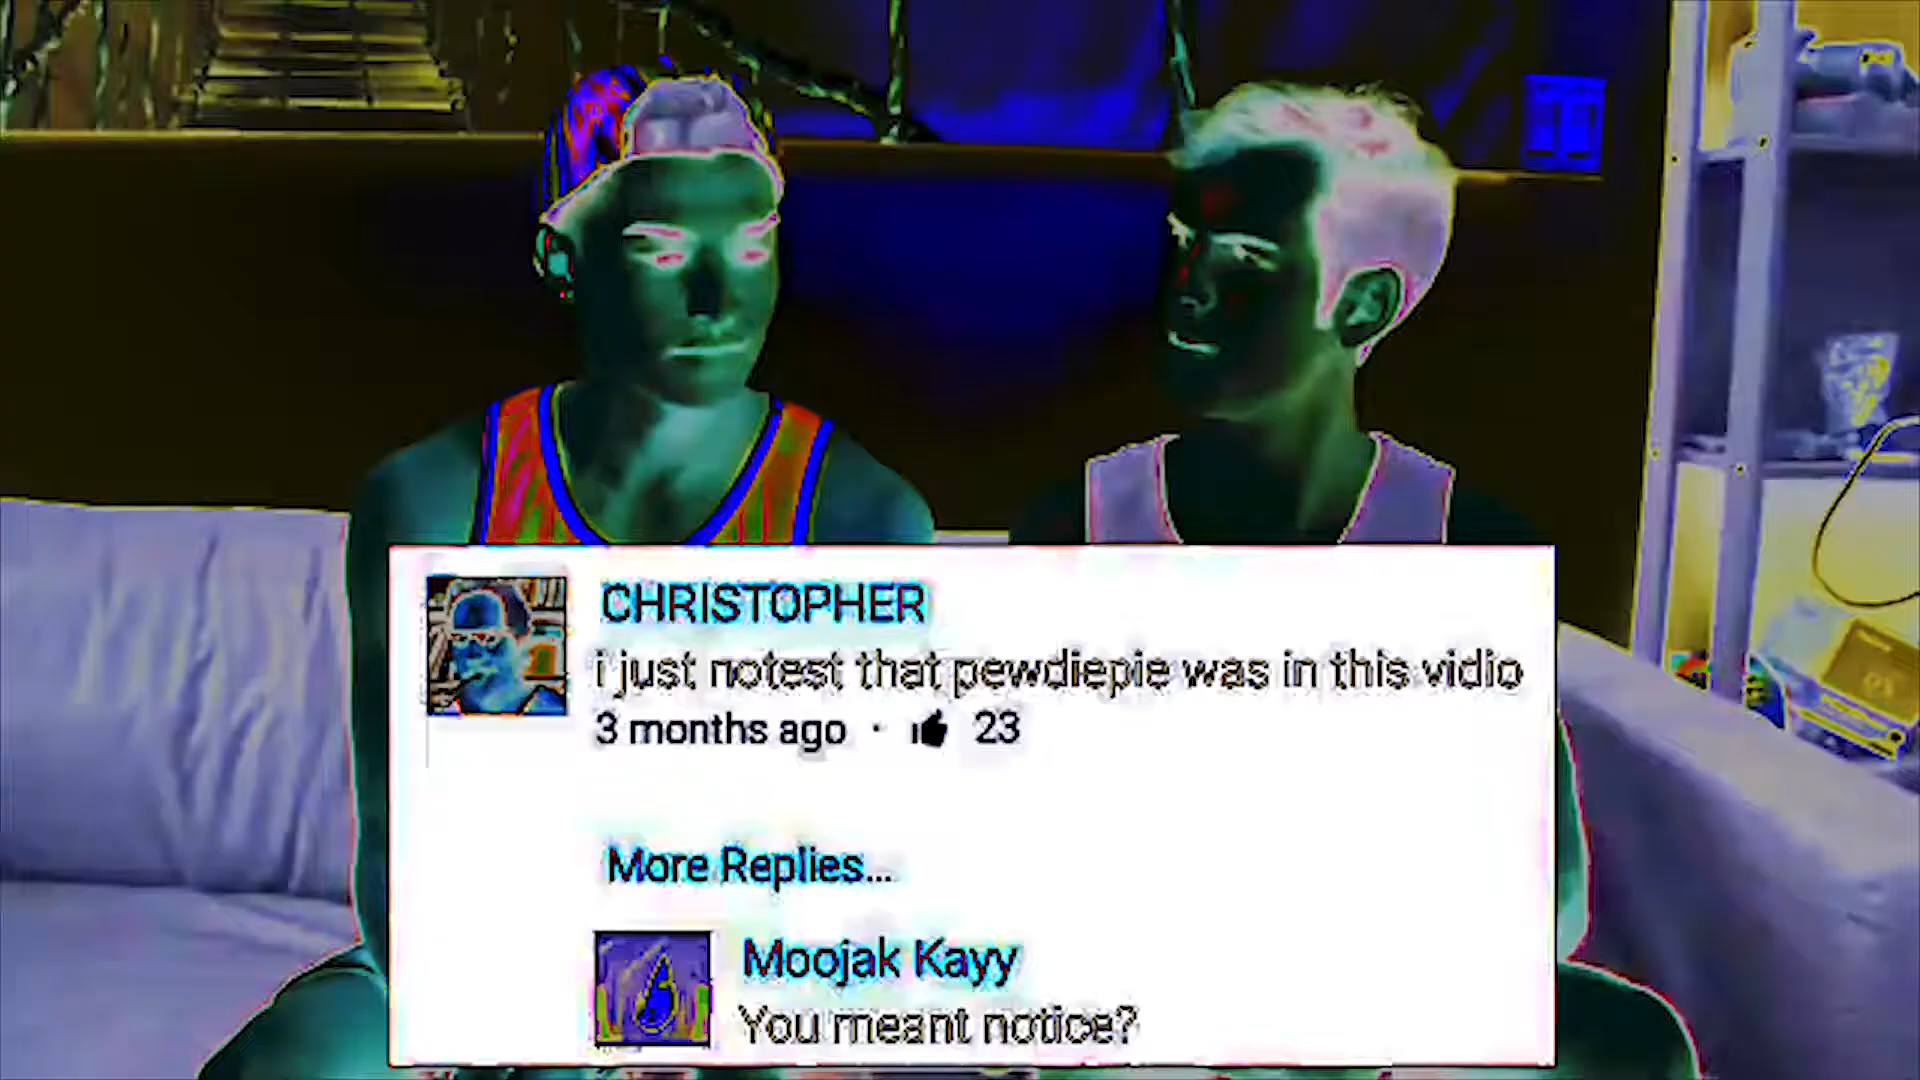 CHRISTOPHER
i just notest that pewdiepie was in this vidio
3 months ago · 23
More Replies...
Moojak Kayy
You meant notice?